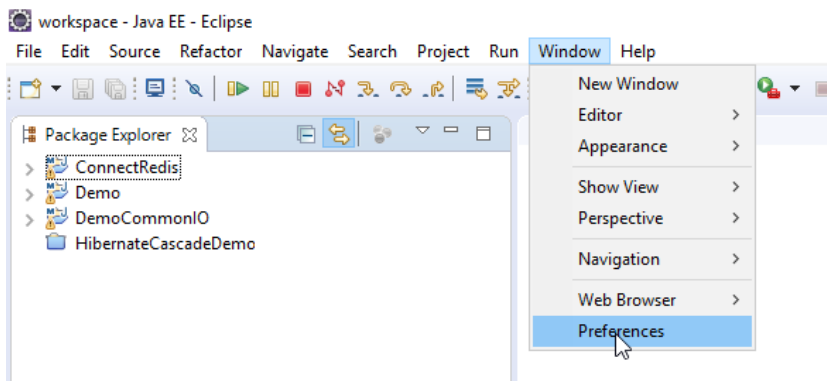 workspace - Java EE - Eclipse
File Edit Source Refactor Navigate Search Project Run Window Help
Package Explorer
ConnectRedis
Demo
DemoCommonIO
HibernateCascadeDemo
New Window
Editor
Appearance
Show View
Perspective
Navigation
Web Browser
Preferences